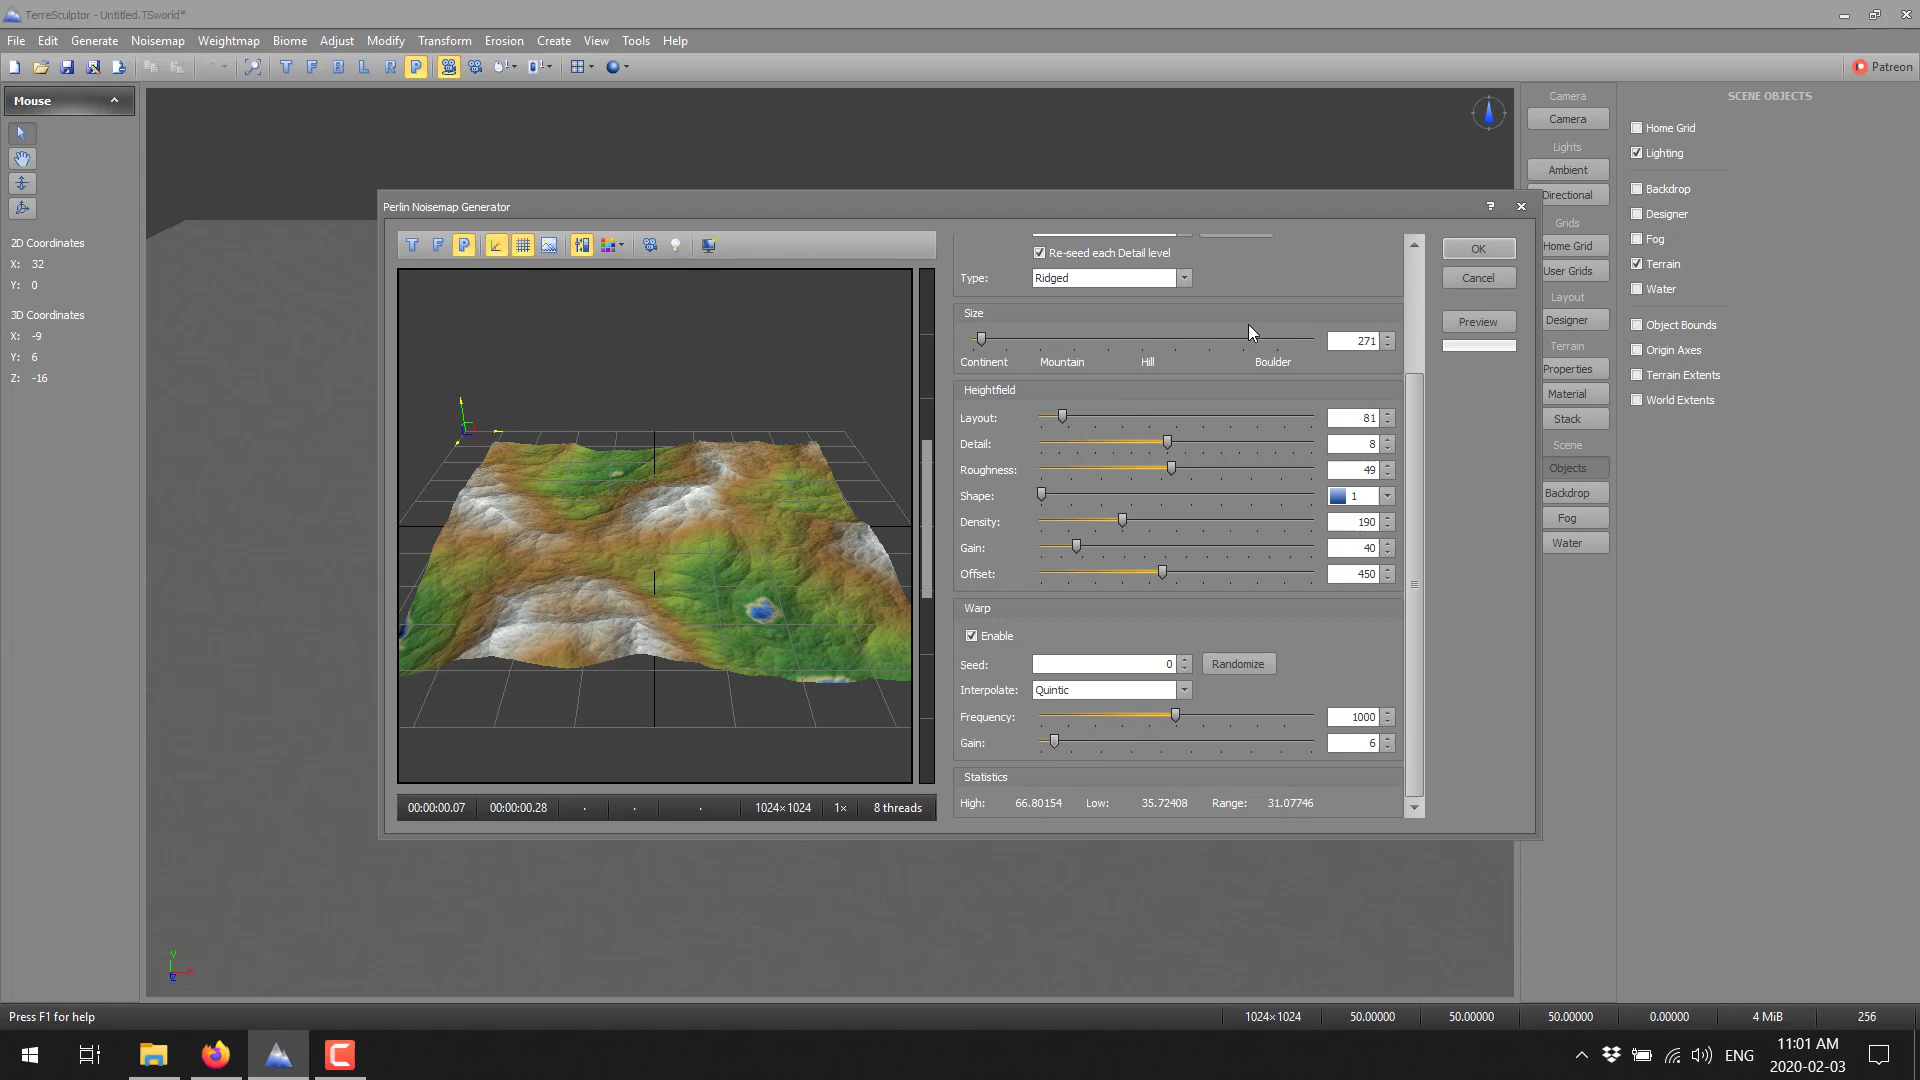 TerreSculptor - Untitled.TSworld*
File Edit Generate Noisemap Weightmap Biome Adjust Modify Transform Erosion Create View Tools Help
T F B L R P
Patreon
Mouse
2D Coordinates
X: 32
Y: 0
3D Coordinates
X: -9
Y: 6
Z: -16
Perlin Noisemap Generator
?
T F P
Re-seed each Detail level
Type: Ridged
Size
271
Continent Mountain Hill Boulder
Heightfield
Layout: 81
Detail: 8
Roughness: 49
Shape: 1
Density: 190
Gain: 40
Offset: 450
Warp
Enable
Seed: 0 Randomize
Interpolate: Quintic
Frequency: 1000
Gain: 6
Statistics
High: 66.80154 Low: 35.72408 Range: 31.07746
OK
Cancel
Preview
00:00:00.07 00:00:00.28 . . . 1024×1024 1× 8 threads
Camera
Camera
Lights
Ambient
Directional
Grids
Home Grid
User Grids
Layout
Designer
Terrain
Properties
Material
Stack
Scene
Objects
Backdrop
Fog
Water
SCENE OBJECTS
Home Grid
Lighting
Backdrop
Designer
Fog
Terrain
Water
Object Bounds
Origin Axes
Terrain Extents
World Extents
Y
X
Z
Press F1 for help
1024×1024 50.00000 50.00000 50.00000 0.00000 4 MiB 256
ENG
11:01 AM
2020-02-03